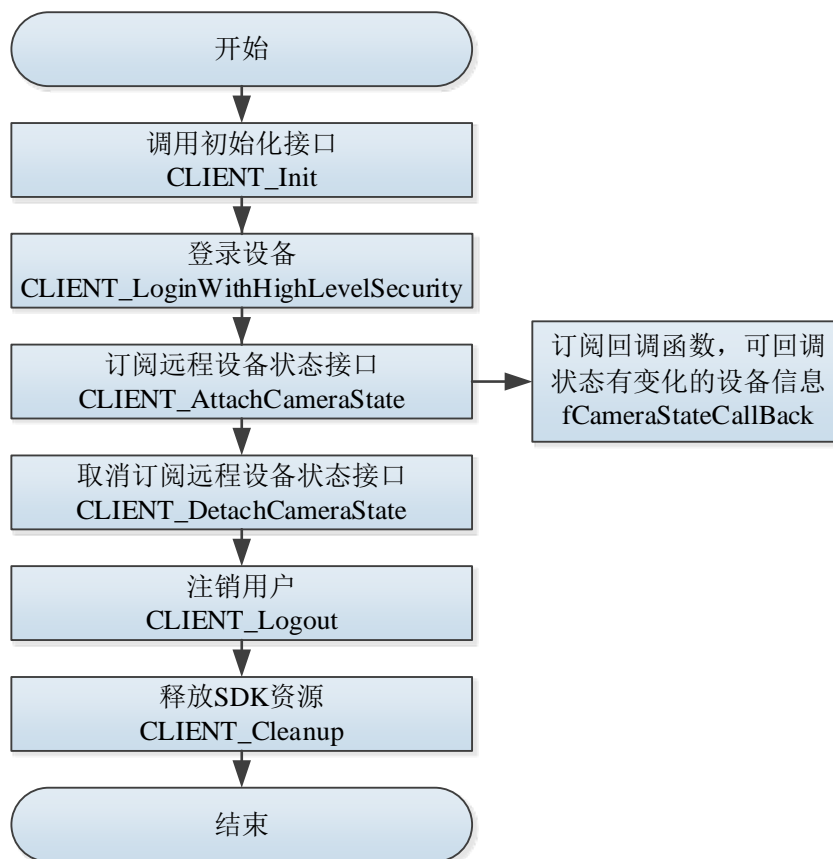 开始
调用初始化接口
CLIENT_Init
登录设备
CLIENT_LoginWithHighLevelSecurity
订阅远程设备状态接口
CLIENT_AttachCameraState
订阅回调函数，可回调
状态有变化的设备信息
fCameraStateCallBack
取消订阅远程设备状态接口
CLIENT_DetachCameraState
注销用户
CLIENT_Logout
释放SDK资源
CLIENT_Cleanup
结束